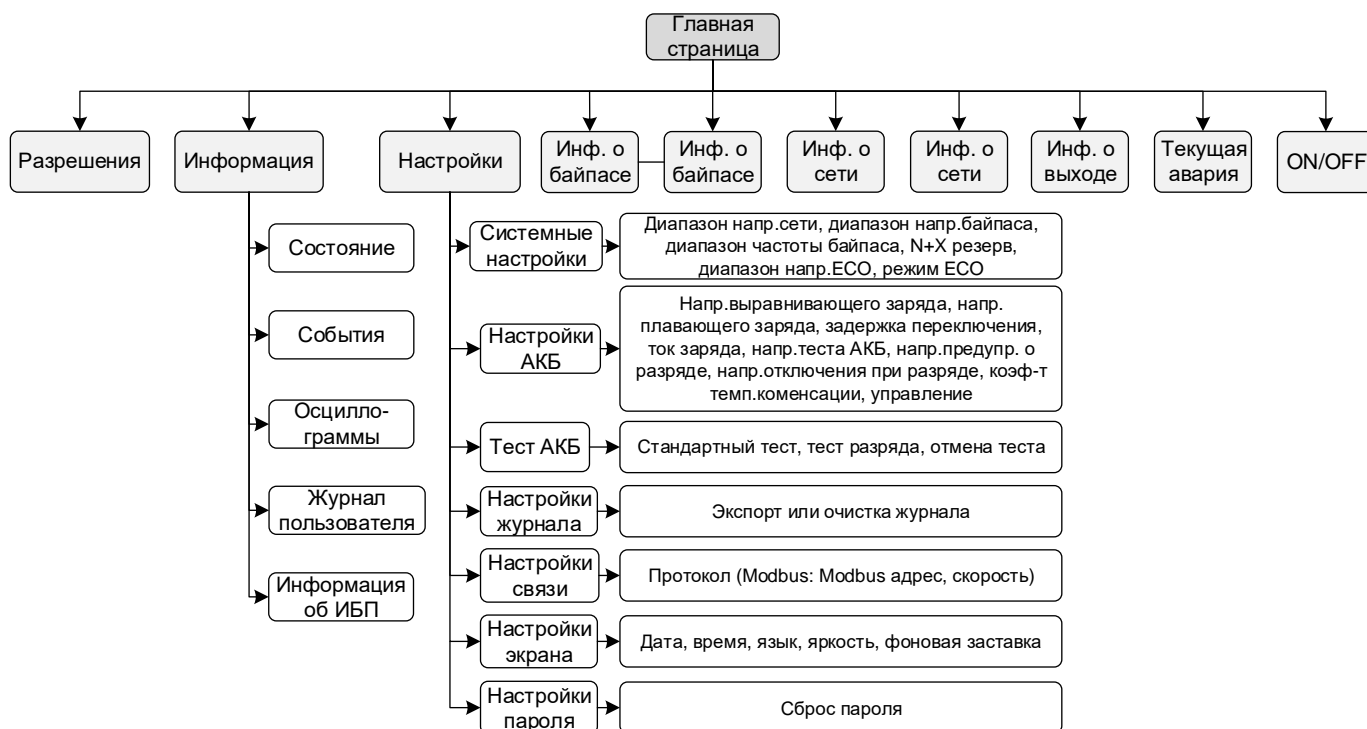 Главная
страница
Разрешения
Информация
Настройки
Инф. о
байпасе
Инф. о
байпасе
Инф. о
сети
Инф. о
сети
Инф. о
выходе
Текущая
авария
ON/OFF
Состояние
События
Осцилло-
граммы
Журнал
пользователя
Информация
об ИБП
Системные
настройки
Диапазон напр.сети, диапазон напр.байпаса,
диапазон частоты байпаса, N+X резерв,
диапазон напр.ECO, режим ECO
Настройки
АКБ
Напр.выравнивающего заряда, напр.
плавающего заряда, задержка переключения,
ток заряда, напр.теста АКБ, напр.предупр. о
разряде, напр.отключения при разряде, коэф-т
темп.коменсации, управление
Тест АКБ
Стандартный тест, тест разряда, отмена теста
Настройки
журнала
Экспорт или очистка журнала
Настройки
связи
Протокол (Modbus: Modbus адрес, скорость)
Настройки
экрана
Дата, время, язык, яркость, фоновая заставка
Настройки
пароля
Сброс пароля